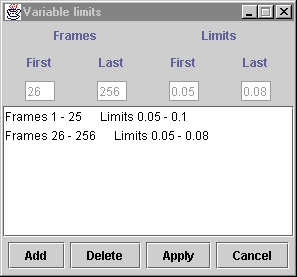 Variable limits
Frames Limits
First Last First Last
26 256 0.05 0.08
Frames 1 - 25 Limits 0.05 - 0.1
Frames 26 - 256 Limits 0.05 - 0.08
Add Delete Apply Cancel